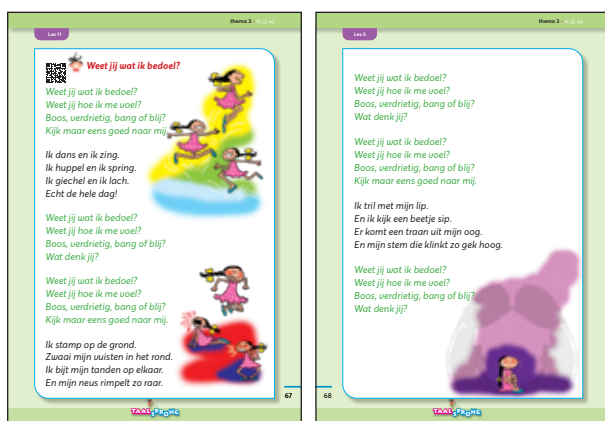 thema 3 - ik, jij, wij
Les 11
Weet jij wat ik bedoel?
Weet jij wat ik bedoel?
Weet jij hoe ik me voel?
Boos, verdrietig, bang of blij?
Kijk maar eens goed naar mij.
Ik dans en ik zing.
Ik huppel en ik spring.
Ik giechel en ik lach.
Echt de hele dag!
Weet jij wat ik bedoel?
Weet jij hoe ik me voel?
Boos, verdrietig, bang of blij?
Wat denk jij?
Weet jij wat ik bedoel?
Weet jij hoe ik me voel?
Boos, verdrietig, bang of blij?
Kijk maar eens goed naar mij.
Ik stamp op de grond.
Zwaai mijn vuisten in het rond.
Ik bijt mijn tanden op elkaar.
En mijn neus rimpelt zo raar.
67
TAALSPRONG
thema 3 - ik, jij, wij
Les 5
Weet jij wat ik bedoel?
Weet jij hoe ik me voel?
Boos, verdrietig, bang of blij?
Wat denk jij?
Weet jij wat ik bedoel?
Weet jij hoe ik me voel?
Boos, verdrietig, bang of blij?
Kijk maar eens goed naar mij.
Ik tril met mijn lip.
En ik kijk een beetje sip.
Er komt een traan uit mijn oog.
En mijn stem die klinkt zo gek hoog.
Weet jij wat ik bedoel?
Weet jij hoe ik me voel?
Boos, verdrietig, bang of blij?
Wat denk jij?
68
TAALSPRONG